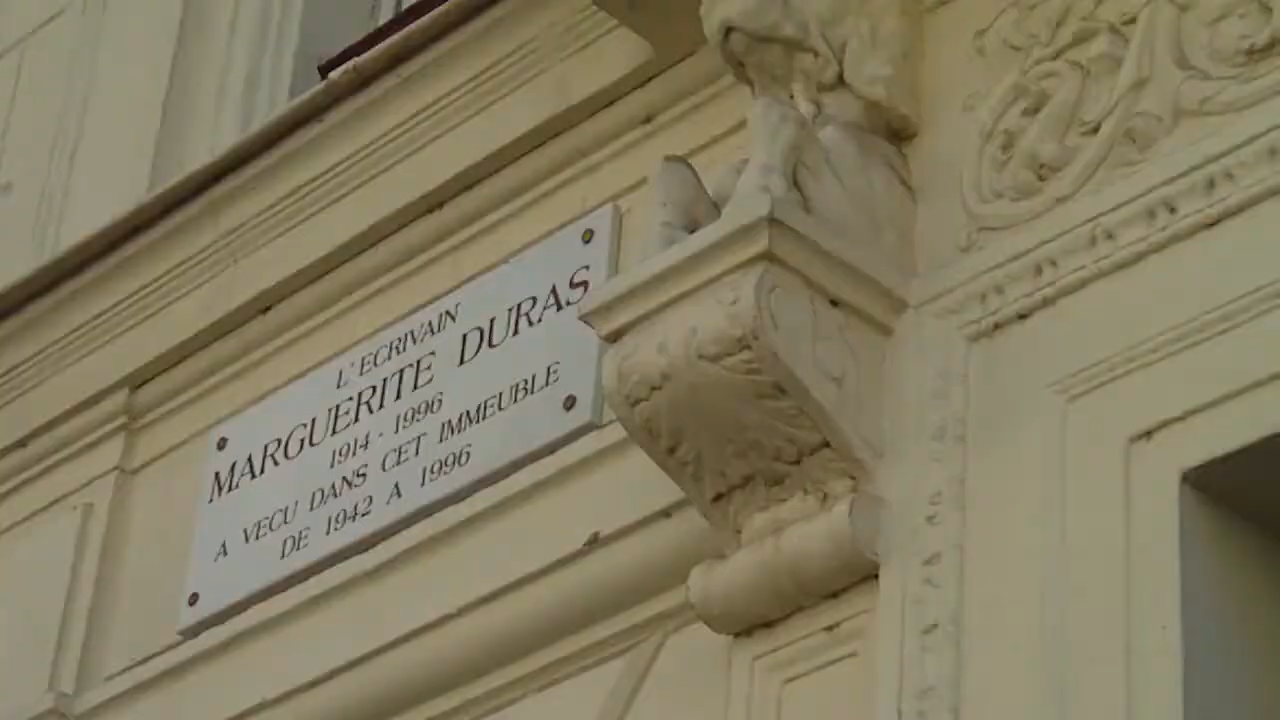 L'ECRIVAIN
MARGUERITE DURAS
1914 - 1996
A VECU DANS CET IMMEUBLE
DE 1942 A 1996